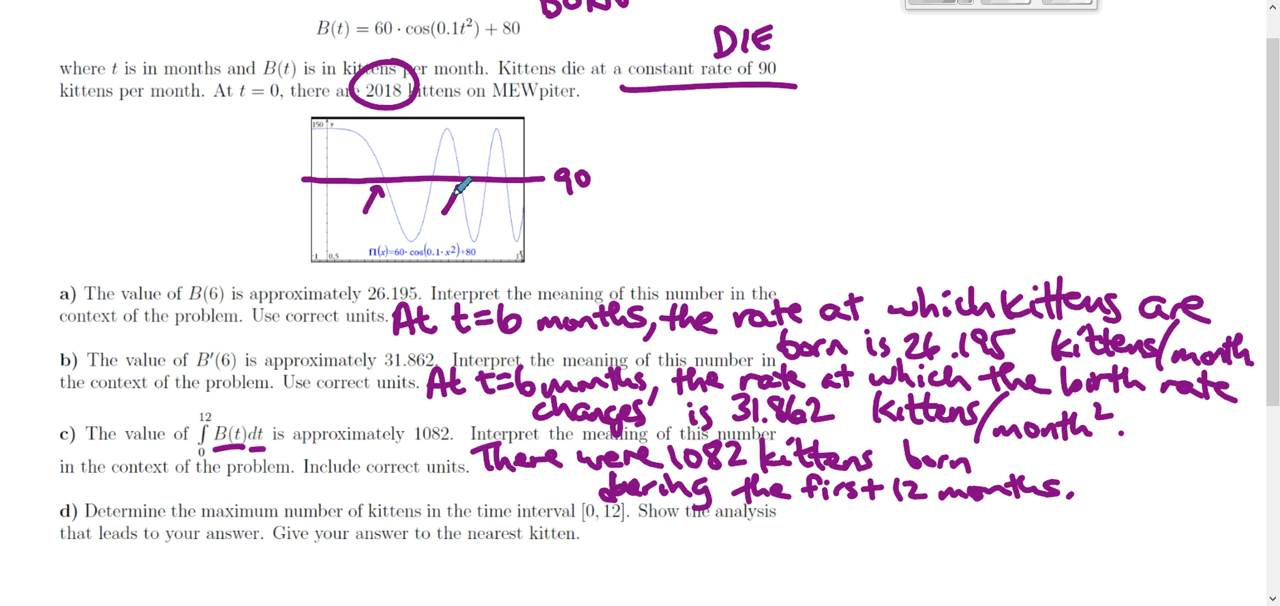 BORN
B(t) = 60 · cos(0.1t²) + 80
DIE
where t is in months and B(t) is in kittens per month. Kittens die at a constant rate of 90
kittens per month. At t = 0, there are 2018 kittens on MEWpiter.
150 y
90
f1(x)=60· cos(0.1· x2)+80
-1 0.5
a) The value of B(6) is approximately 26.195. Interpret the meaning of this number in the
context of the problem. Use correct units. At t=6 months, the rate at which kittens are
born is 26.195 kittens/month
b) The value of B′(6) is approximately 31.862. Interpret the meaning of this number in
the context of the problem. Use correct units. At t=6 months, the rate at which the birth rate
changes is 31.862 kittens/month².
c) The value of ∫₀¹² B(t)dt is approximately 1082. Interpret the meaning of this number
in the context of the problem. Include correct units. There were 1082 kittens born
during the first 12 months.
d) Determine the maximum number of kittens in the time interval [0, 12]. Show the analysis
that leads to your answer. Give your answer to the nearest kitten.